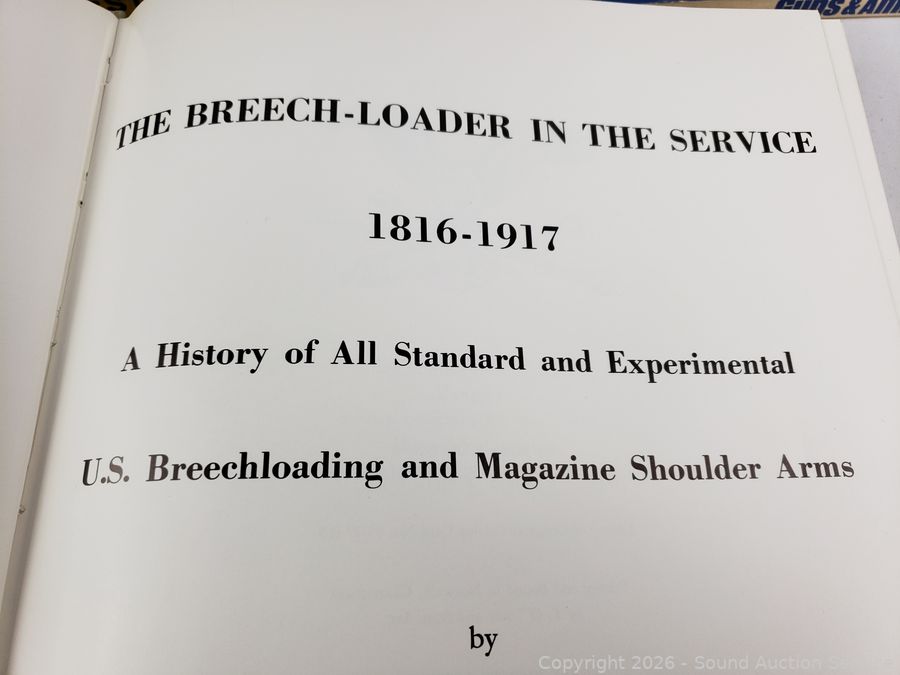 THE BREECH-LOADER IN THE SERVICE
1816-1917
A History of All Standard and Experimental
U.S. Breechloading and Magazine Shoulder Arms
by
Copyright 2026 - Sound Auction Service